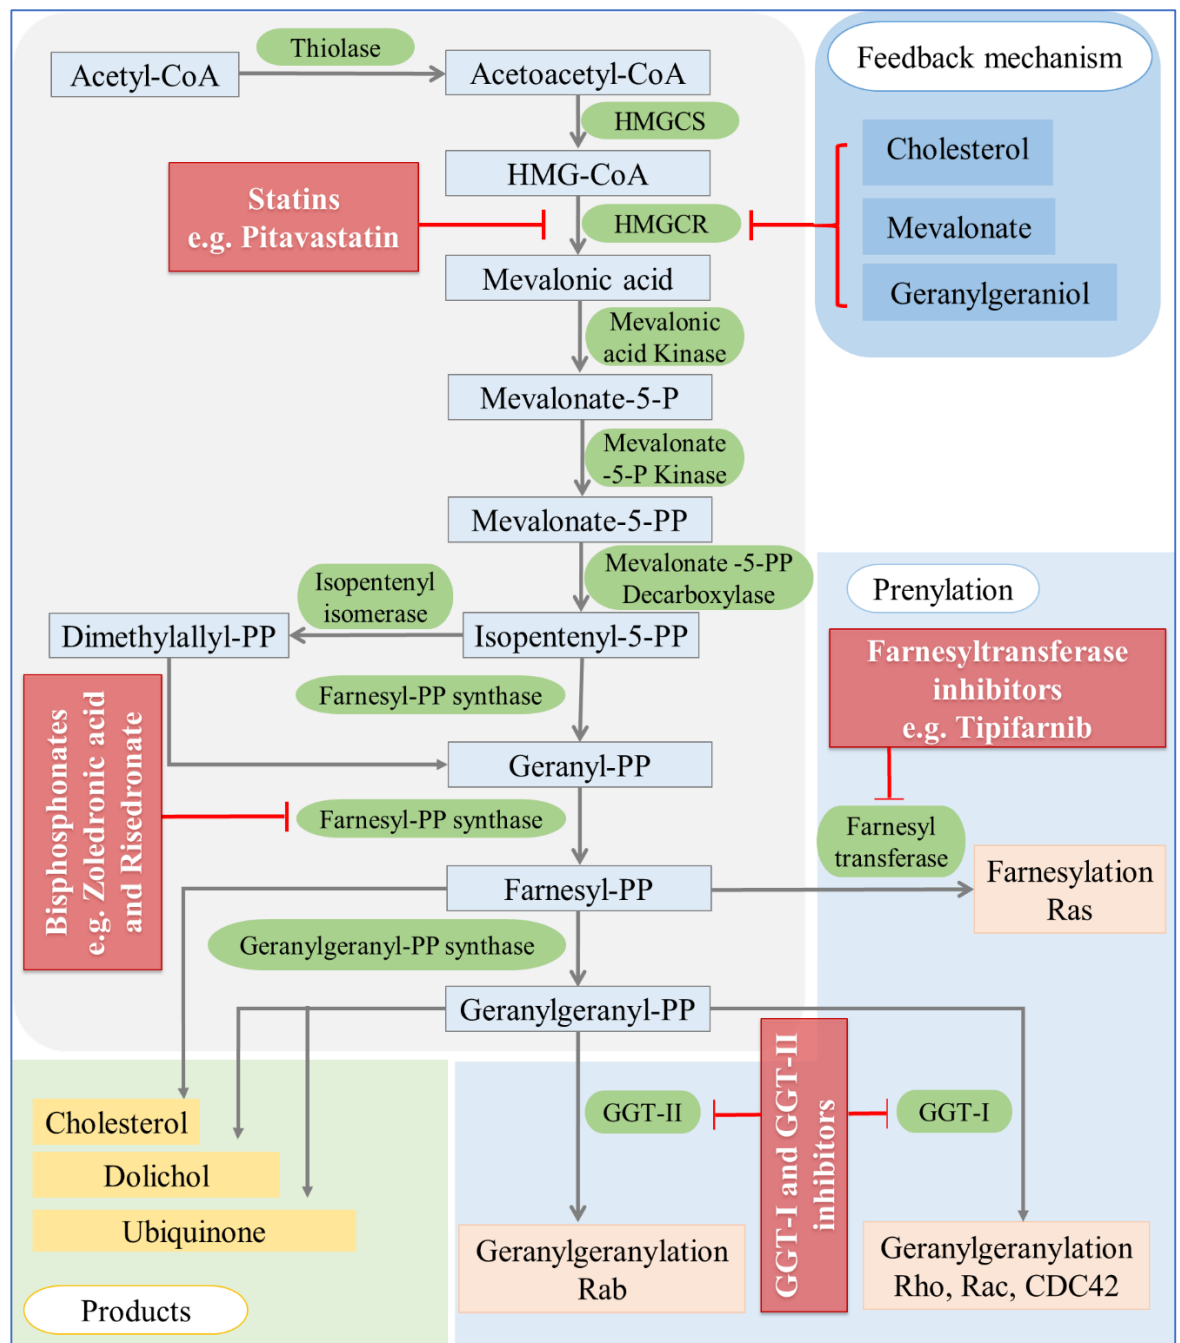 Thiolase
Acetyl-CoA
Acetoacetyl-CoA
Feedback mechanism
HMGCS
Cholesterol
HMG-CoA
Statins
e.g. Pitavastatin
HMGCR
Mevalonate
Mevalonic acid
Geranylgeraniol
Mevalonic
acid Kinase
Mevalonate-5-P
Mevalonate
-5-P Kinase
Mevalonate-5-PP
Mevalonate -5-PP
Decarboxylase
Isopentenyl
isomerase
Prenylation
Dimethylallyl-PP
Isopentenyl-5-PP
Farnesyltransferase
inhibitors
e.g. Tipifarnib
Farnesyl-PP synthase
Geranyl-PP
Bisphosphonates
e.g. Zoledronic acid
and Risedronate
Farnesyl-PP synthase
Farnesyl
transferase
Farnesyl-PP
Farnesylation
Ras
Geranylgeranyl-PP synthase
Geranylgeranyl-PP
Cholesterol
Dolichol
Ubiquinone
Products
GGT-II
GGT-I and GGT-II
inhibitors
GGT-I
Geranylgeranylation
Rab
Geranylgeranylation
Rho, Rac, CDC42